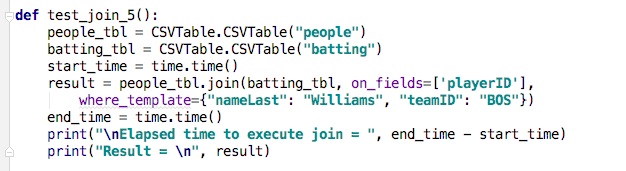 def test_join_5():
    people_tbl = CSVTable.CSVTable("people")
    batting_tbl = CSVTable.CSVTable("batting")
    start_time = time.time()
    result = people_tbl.join(batting_tbl, on_fields=['playerID'],
        where_template={"nameLast": "Williams", "teamID": "BOS"})
    end_time = time.time()
    print("\nElapsed time to execute join = ", end_time - start_time)
    print("Result = \n", result)